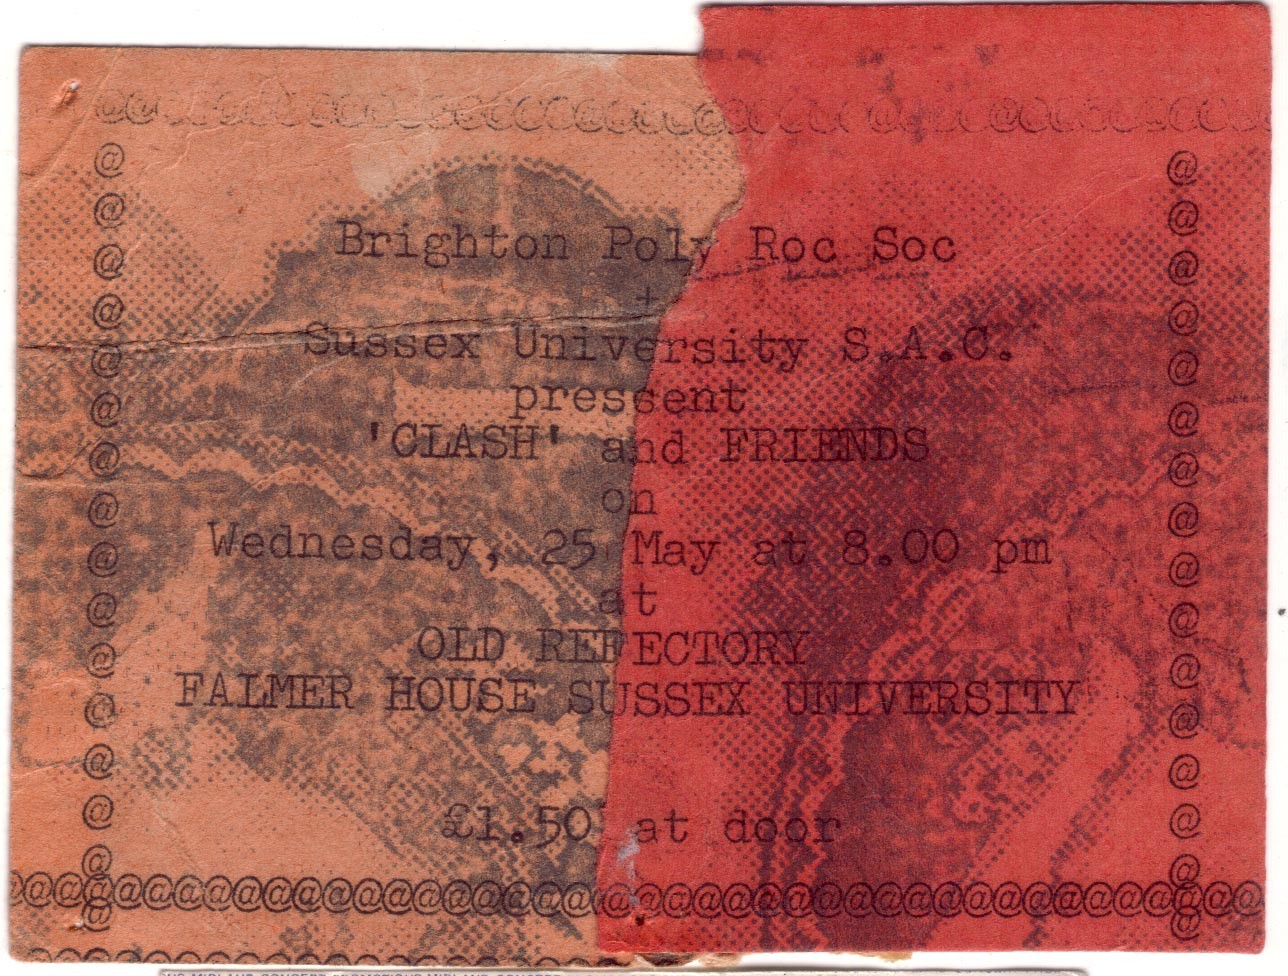 @@@@@@@@@@@@@@@@@@@@@@
Brighton Poly Roc Soc
+
Sussex University S.A.C.
pressent
'CLASH' and FRIENDS
on
Wednesday, 25 May at 8.00 pm
at
OLD REFECTORY
FALMER HOUSE SUSSEX UNIVERSITY
£1.50 at door